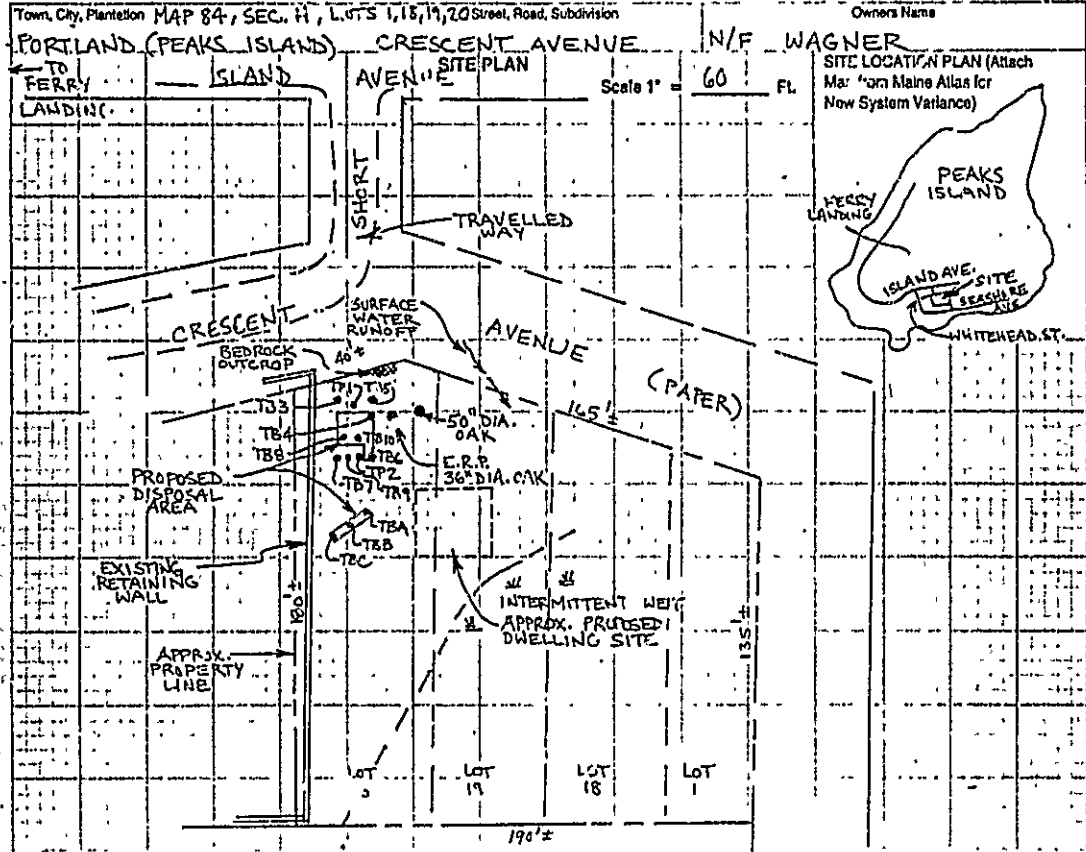 Town, City, Plantation MAP 84, SEC. H, LOTS 1,18,19,20 Street, Road, Subdivision
Owners Name
PORTLAND (PEAKS ISLAND) CRESCENT AVENUE N/F WAGNER
SITE PLAN
Scale 1" = 60 Ft.
SITE LOCATION PLAN (Attach
Map from Maine Atlas for
New System Variance)
TO
FERRY
LANDING
ISLAND AVENUE
SHORT
TRAVELLED
WAY
PEAKS
ISLAND
FERRY
LANDING
ISLAND AVE.
SITE
SEASHORE
AVE
WHITEHEAD ST.
CRESCENT
AVENUE
(PAPER)
SURFACE
WATER
RUNOFF
BEDROCK
OUTCROP
40'±
165'±
TP1
TB3
TB4
TB8
TB10
TB6
TP2
TB7
TB9
50" DIA.
OAK
E.R.P.
36" DIA. OAK
PROPOSED
DISPOSAL
AREA
TBA
TBB
TBC
EXISTING
RETAINING
WALL
180'±
APPROX.
PROPERTY
LINE
INTERMITTENT
APPROX.
DWELLING SITE
135'±
LOT
LOT
19
LOT
18
LOT
1
190'±